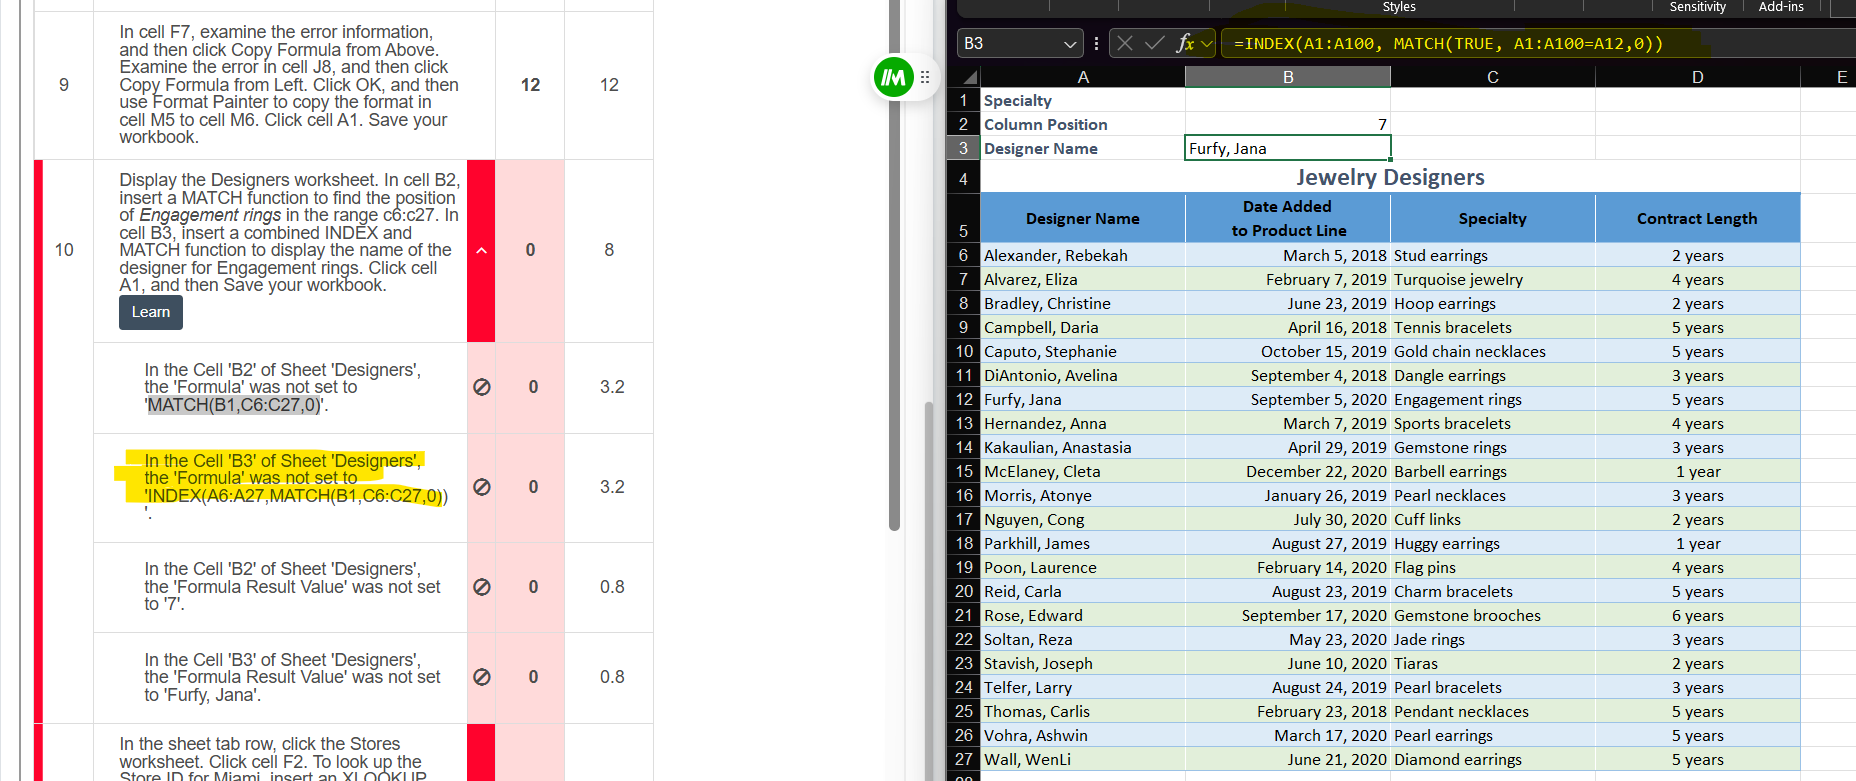 In cell F7, examine the error information,
and then click Copy Formula from Above.
Examine the error in cell J8, and then click
Copy Formula from Left. Click OK, and then
use Format Painter to copy the format in
cell M5 to cell M6. Click cell A1. Save your
workbook.
9
12
12
Display the Designers worksheet. In cell B2,
insert a MATCH function to find the position
of Engagement rings in the range c6:c27. In
cell B3, insert a combined INDEX and
MATCH function to display the name of the
designer for Engagement rings. Click cell
A1, and then Save your workbook.
10
0
8
Learn
In the Cell 'B2' of Sheet 'Designers',
the 'Formula' was not set to
'MATCH(B1,C6:C27,0)'.
0
3.2
In the Cell 'B3' of Sheet 'Designers',
the 'Formula' was not set to
'INDEX(A6:A27,MATCH(B1,C6:C27,0))
'.
0
3.2
In the Cell 'B2' of Sheet 'Designers',
the 'Formula Result Value' was not set
to '7'.
0
0.8
In the Cell 'B3' of Sheet 'Designers',
the 'Formula Result Value' was not set
to 'Furfy, Jana'.
0
0.8
In the sheet tab row, click the Stores
worksheet. Click cell F2. To look up the
Store ID for Miami, insert an XLOOKUP
Styles Sensitivity Add-ins
B3 fx =INDEX(A1:A100, MATCH(TRUE, A1:A100=A12,0))
A B C D E
1 Specialty
2 Column Position 7
3 Designer Name Furfy, Jana
4 Jewelry Designers
5 Designer Name Date Added to Product Line Specialty Contract Length
6 Alexander, Rebekah March 5, 2018 Stud earrings 2 years
7 Alvarez, Eliza February 7, 2019 Turquoise jewelry 4 years
8 Bradley, Christine June 23, 2019 Hoop earrings 2 years
9 Campbell, Daria April 16, 2018 Tennis bracelets 5 years
10 Caputo, Stephanie October 15, 2019 Gold chain necklaces 5 years
11 DiAntonio, Avelina September 4, 2018 Dangle earrings 3 years
12 Furfy, Jana September 5, 2020 Engagement rings 5 years
13 Hernandez, Anna March 7, 2019 Sports bracelets 4 years
14 Kakaulian, Anastasia April 29, 2019 Gemstone rings 3 years
15 McElaney, Cleta December 22, 2020 Barbell earrings 1 year
16 Morris, Atonye January 26, 2019 Pearl necklaces 3 years
17 Nguyen, Cong July 30, 2020 Cuff links 2 years
18 Parkhill, James August 27, 2019 Huggy earrings 1 year
19 Poon, Laurence February 14, 2020 Flag pins 4 years
20 Reid, Carla August 23, 2019 Charm bracelets 5 years
21 Rose, Edward September 17, 2020 Gemstone brooches 6 years
22 Soltan, Reza May 23, 2020 Jade rings 3 years
23 Stavish, Joseph June 10, 2020 Tiaras 2 years
24 Telfer, Larry August 24, 2019 Pearl bracelets 3 years
25 Thomas, Carlis February 23, 2018 Pendant necklaces 5 years
26 Vohra, Ashwin March 17, 2020 Pearl earrings 5 years
27 Wall, WenLi June 21, 2020 Diamond earrings 5 years